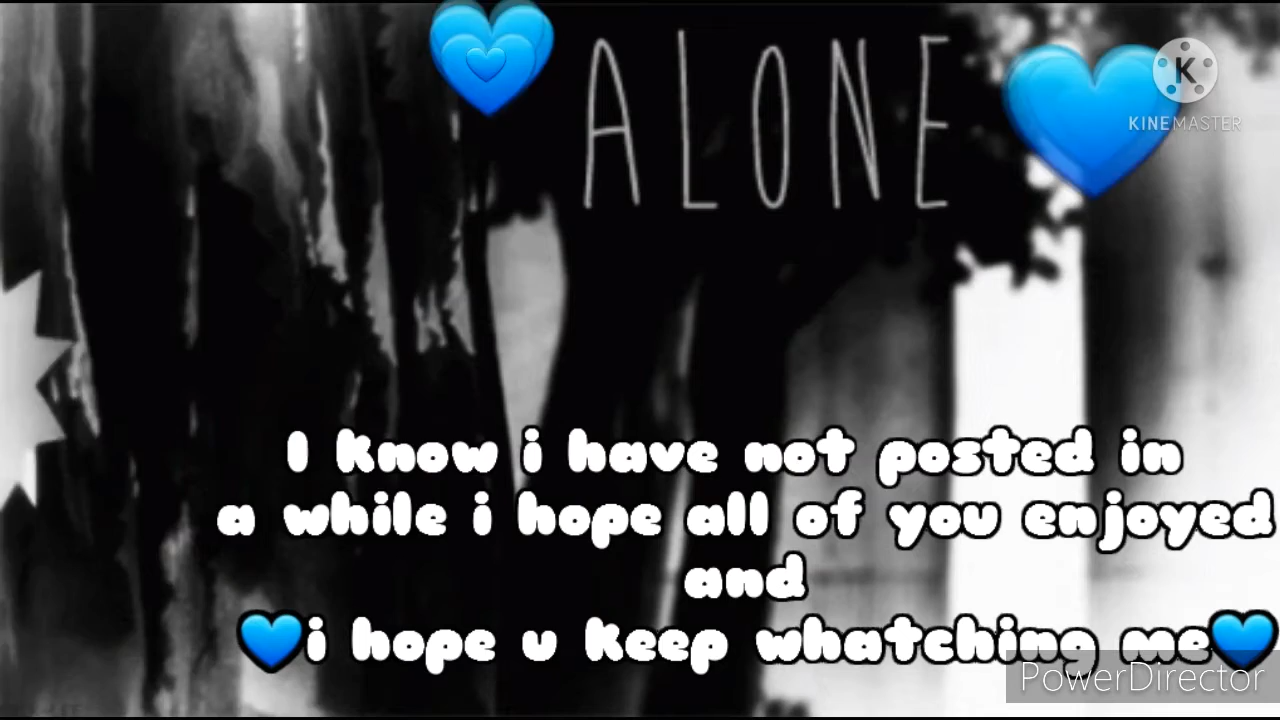 ALONE
K
KINEMASTER
I know i have not posted in
a while i hope all of you enjoyed
and
💙i hope u keep whatching me💙
PowerDirector